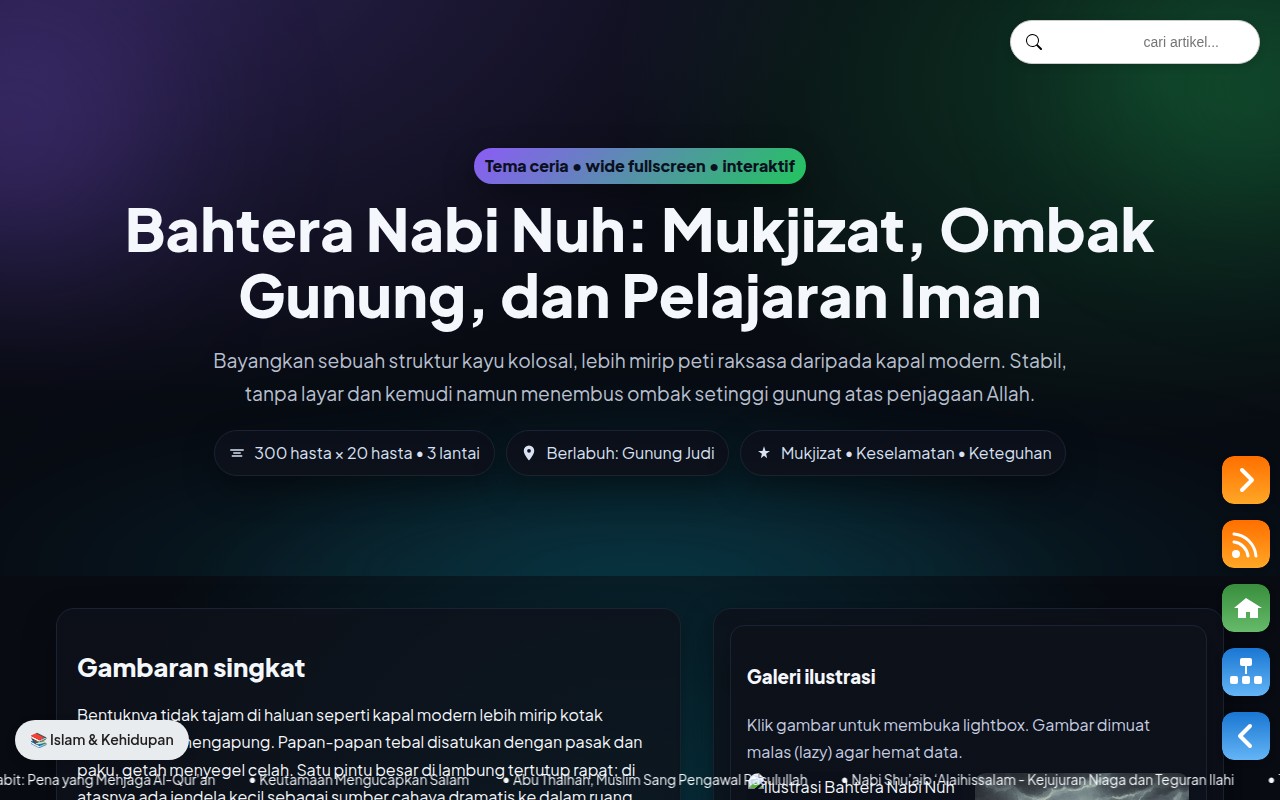 cari artikel...
Tema ceria • wide fullscreen • interaktif
Bahtera Nabi Nuh: Mukjizat, Ombak
Gunung, dan Pelajaran Iman
Bayangkan sebuah struktur kayu kolosal, lebih mirip peti raksasa daripada kapal modern. Stabil,
tanpa layar dan kemudi namun menembus ombak setinggi gunung atas penjagaan Allah.
300 hasta × 20 hasta • 3 lantai
Berlabuh: Gunung Judi
Mukjizat • Keselamatan • Keteguhan
Gambaran singkat
Bentuknya tidak tajam di haluan seperti kapal modern lebih mirip kotak
mengapung. Papan-papan tebal disatukan dengan pasak dan
paku, getah menyegel celah. Satu pintu besar di lambung tertutup rapat; di
atasnya ada jendela kecil sebagai sumber cahaya dramatis ke dalam ruang
Galeri ilustrasi
Klik gambar untuk membuka lightbox. Gambar dimuat
malas (lazy) agar hemat data.
Ilustrasi Bahtera Nabi Nuh
📚 Islam & Kehidupan
abit: Pena yang Menjaga Al-Qur'an • Keutamaan Mengucapkan Salam • Abu Thalhah, Muslim Sang Pengawal Rasulullah • Nabi Shu'aib 'Alaihissalam - Kejujuran Niaga dan Teguran Ilahi •